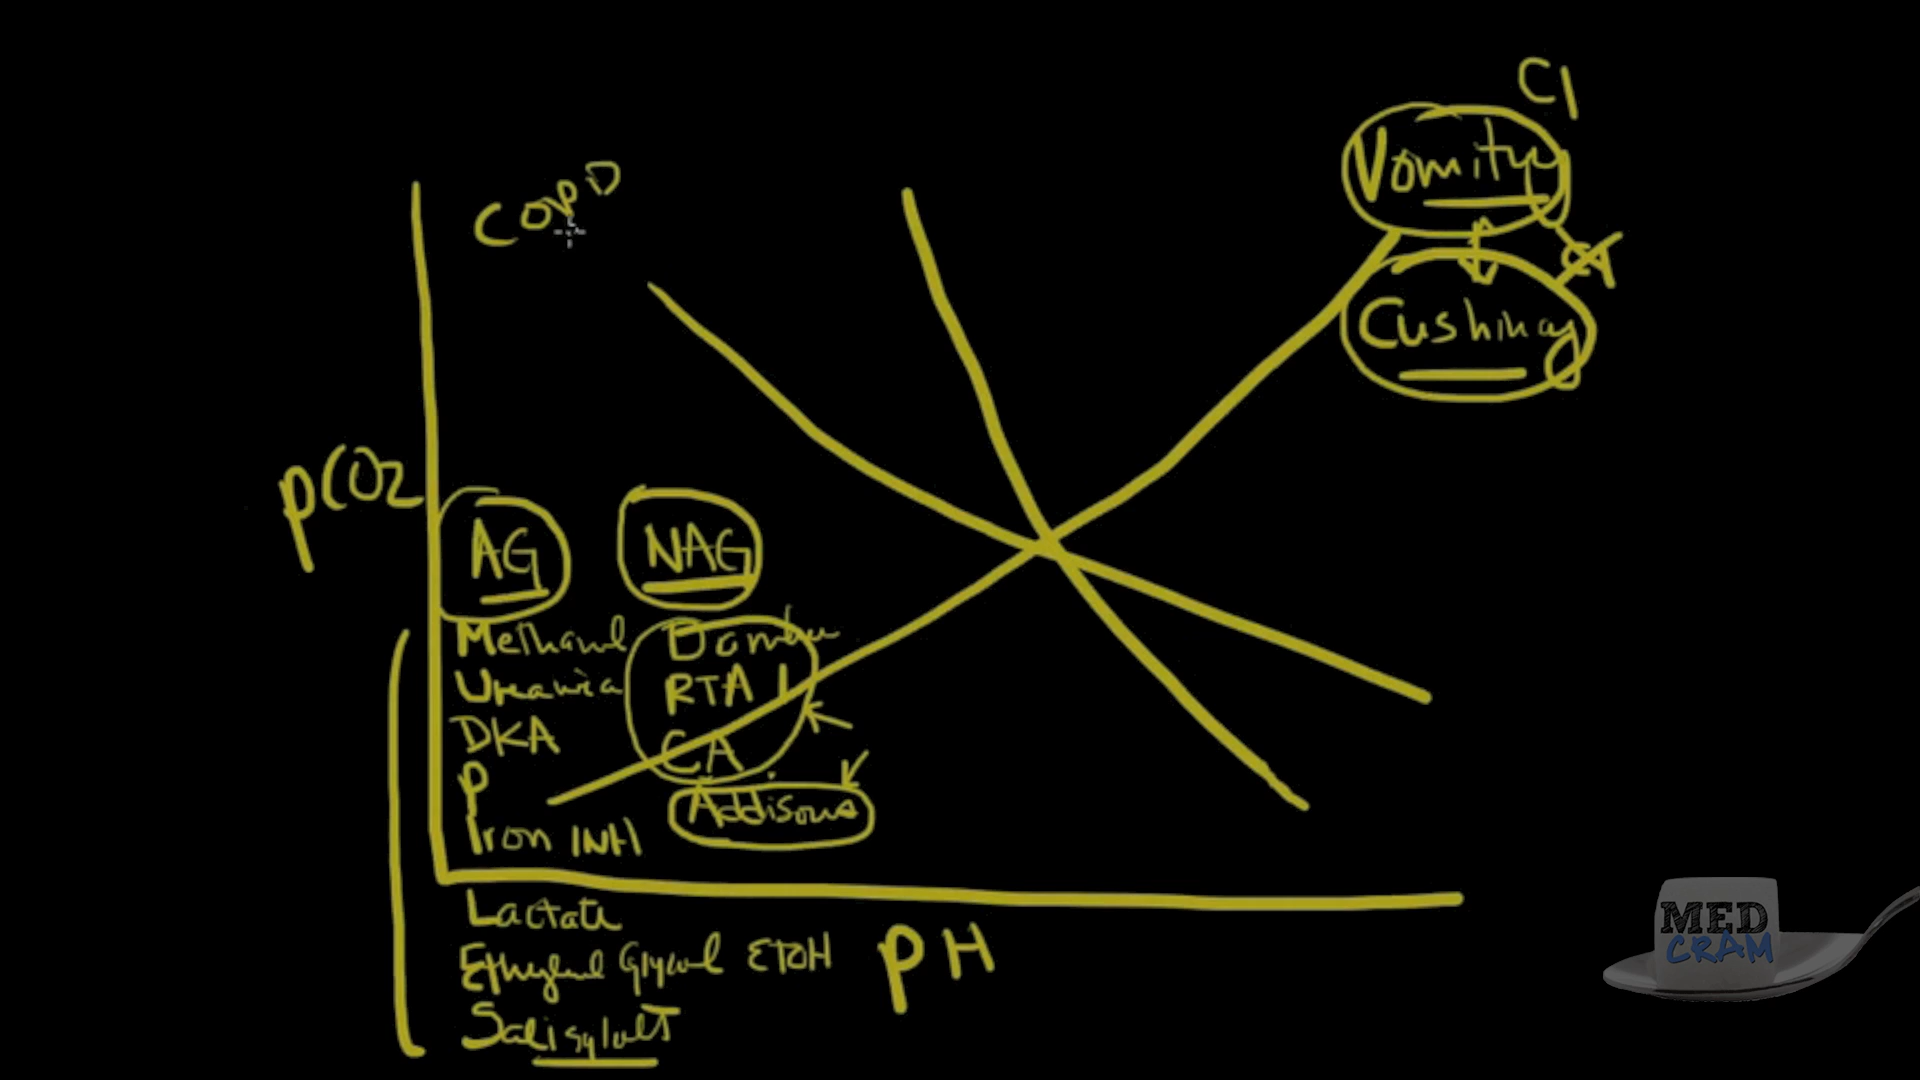 Cl
Vomiting
COPD
Cushing
pCO2
AG NAG
Methanol
Uremia RTA
DKA CA
P
Addisons
Iron INH
Lactate
Ethylene Glycol ETOH
pH
Salisylate
MED
CRAM